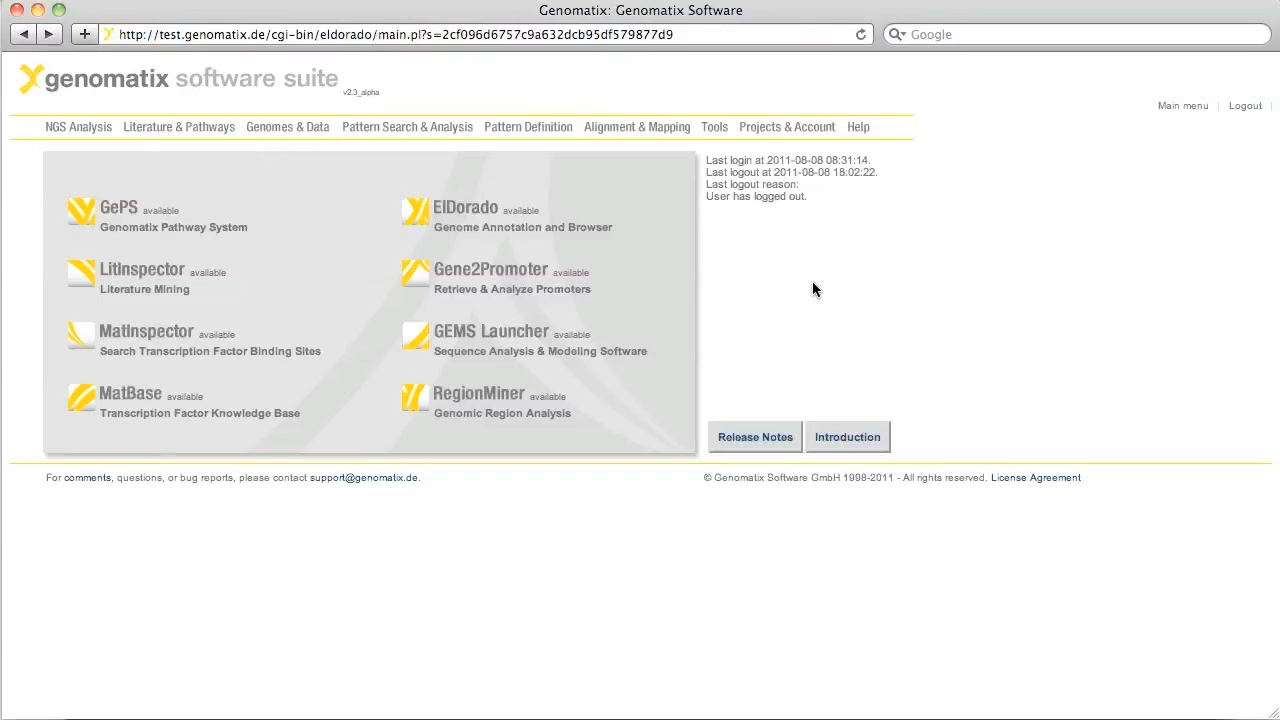 Genomatix: Genomatix Software
http://test.genomatix.de/cgi-bin/eldorado/main.pl?s=2cf096d6757c9a632dcb95df579877d9
Google
genomatix software suite v2.3_alpha
Main menu | Logout |
NGS Analysis Literature & Pathways Genomes & Data Pattern Search & Analysis Pattern Definition Alignment & Mapping Tools Projects & Account Help
GePS available
Genomatix Pathway System
LitInspector available
Literature Mining
MatInspector available
Search Transcription Factor Binding Sites
MatBase available
Transcription Factor Knowledge Base
ElDorado available
Genome Annotation and Browser
Gene2Promoter available
Retrieve & Analyze Promoters
GEMS Launcher available
Sequence Analysis & Modeling Software
RegionMiner available
Genomic Region Analysis
Last login at 2011-08-08 08:31:14.
Last logout at 2011-08-08 18:02:22.
Last logout reason:
User has logged out.
Release Notes Introduction
For comments, questions, or bug reports, please contact support@genomatix.de.
© Genomatix Software GmbH 1998-2011 - All rights reserved. License Agreement